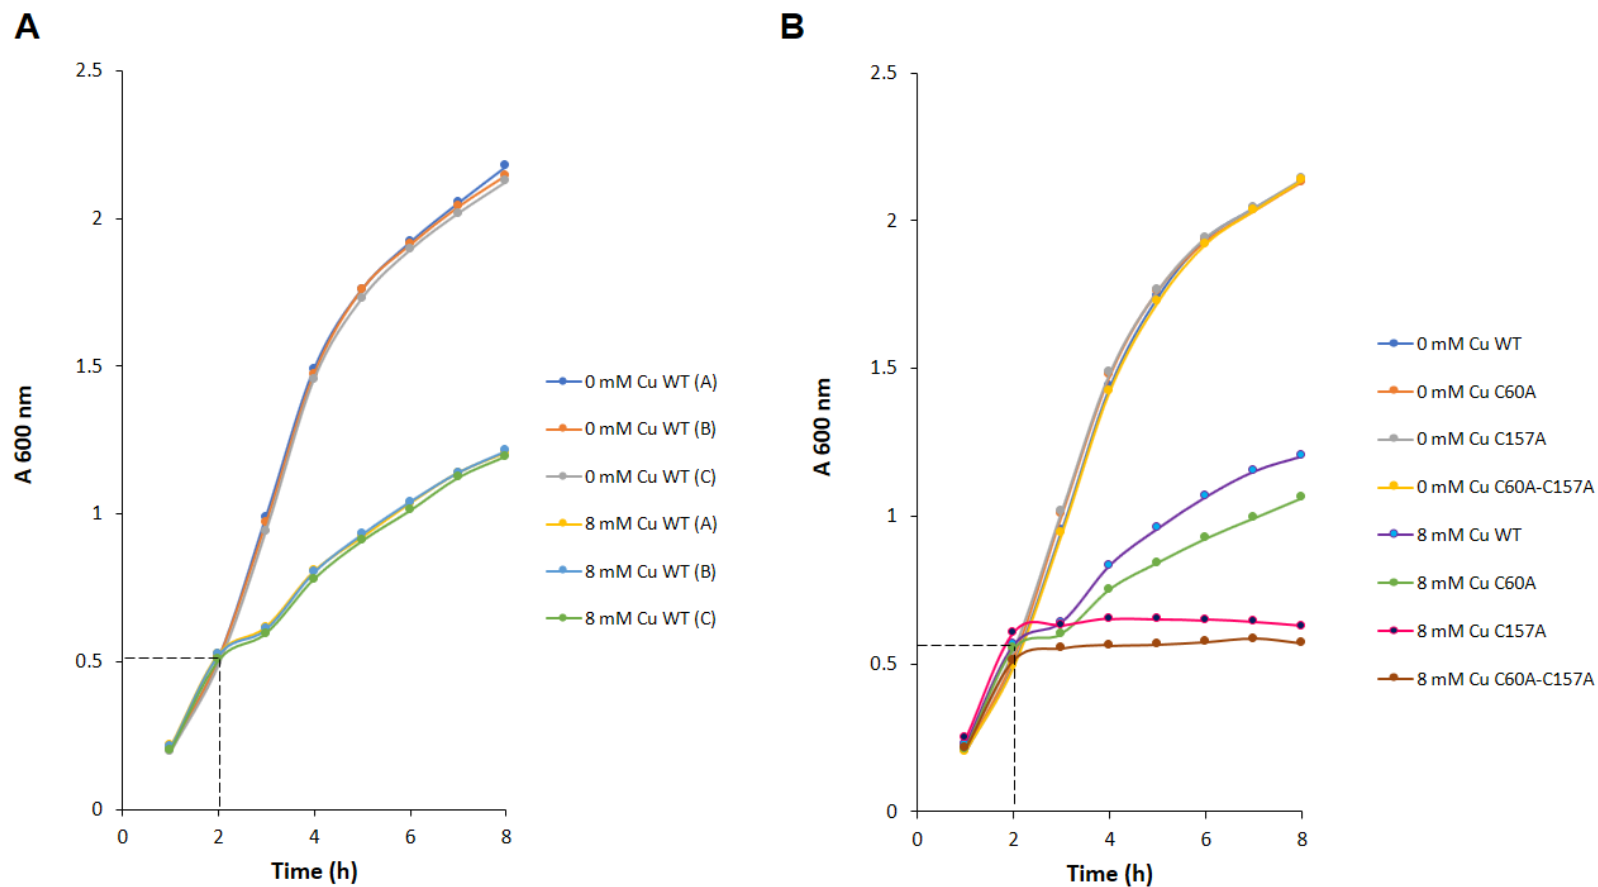 A
2.5
2
1.5
1
0.5
0
A 600 nm
0 2 4 6 8
Time (h)
0 mM Cu WT (A)
0 mM Cu WT (B)
0 mM Cu WT (C)
8 mM Cu WT (A)
8 mM Cu WT (B)
8 mM Cu WT (C)
B
2.5
2
1.5
1
0.5
0
A 600 nm
0 2 4 6 8
Time (h)
0 mM Cu WT
0 mM Cu C60A
0 mM Cu C157A
0 mM Cu C60A-C157A
8 mM Cu WT
8 mM Cu C60A
8 mM Cu C157A
8 mM Cu C60A-C157A